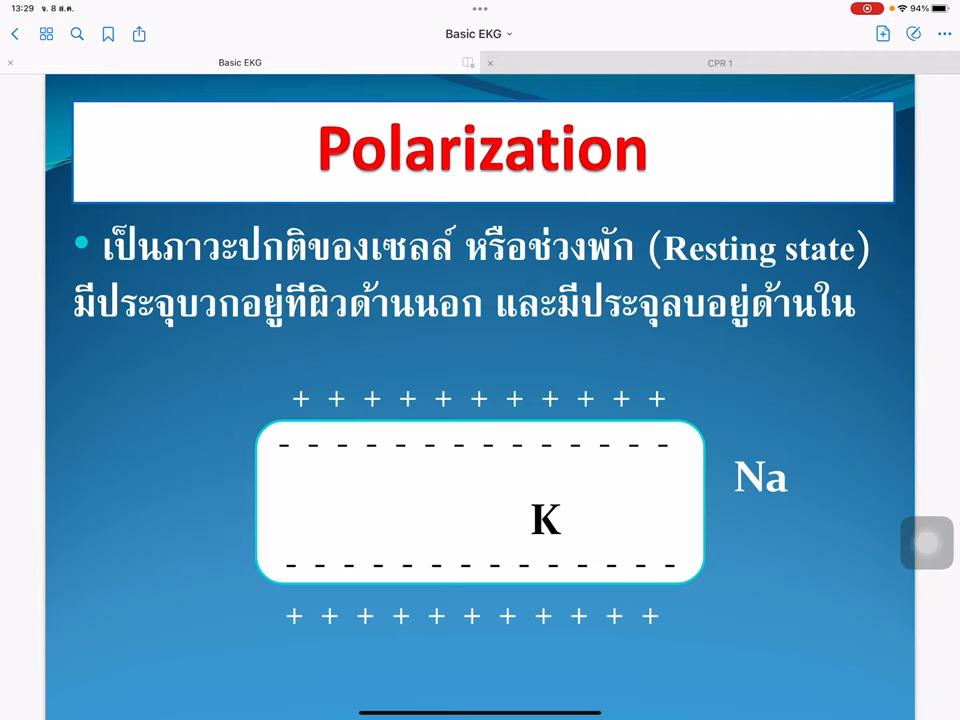 13:29 จ. 8 ส.ค.
94%
Basic EKG
Basic EKG
CPR 1
Polarization
• เป็นภาวะปกติของเซลล์ หรือช่วงพัก (Resting state)
มีประจุบวกอยู่ทีผิวด้านนอก และมีประจุลบอยู่ด้านใน
+ + + + + + + + + + +
- - - - - - - - - - - - - -
Na
K
- - - - - - - - - - - - - -
+ + + + + + + + + + +